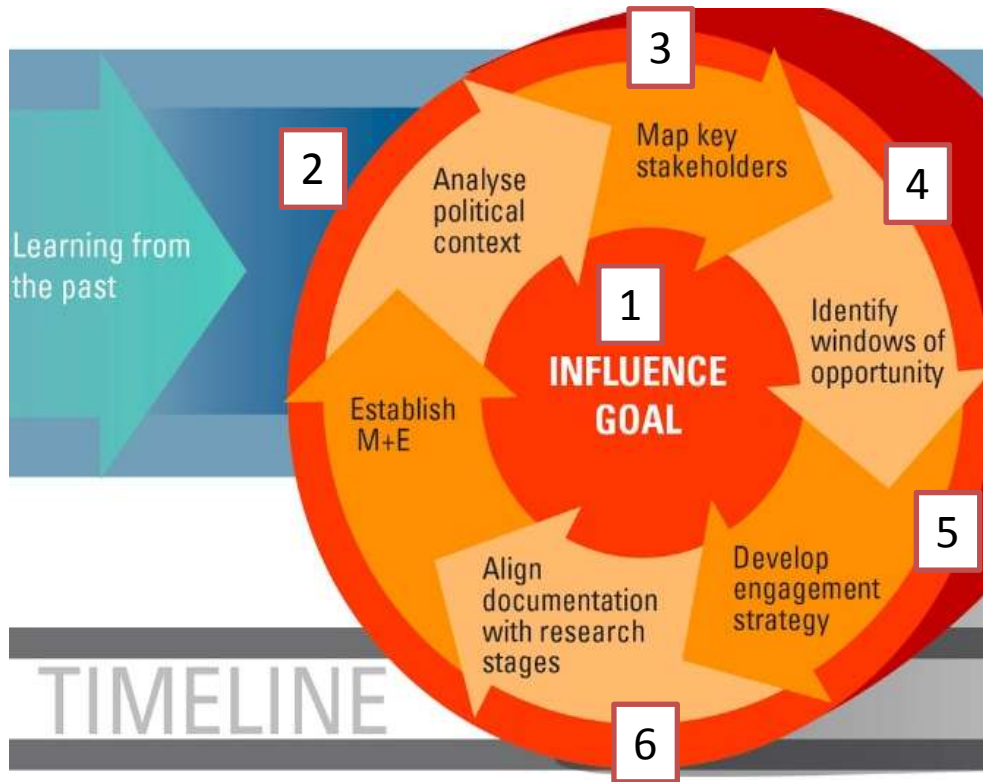 3
Map key
stakeholders
2
Analyse
political
context
4
Learning from
the past
1
INFLUENCE
GOAL
Identify
windows of
opportunity
Establish
M+E
5
Develop
engagement
strategy
Align
documentation
with research
stages
TIMELINE
6